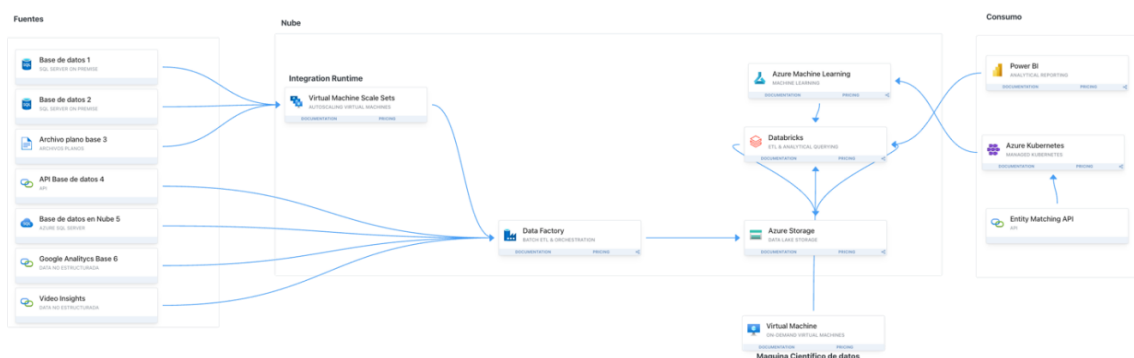 Fuentes
Base de datos 1
SQL SERVER ON PREMISE
Base de datos 2
SQL SERVER ON PREMISE
Archivo plano base 3
ARCHIVOS PLANOS
API Base de datos 4
API
Base de datos en Nube 5
AZURE SQL SERVER
Google Analitycs Base 6
DATA NO ESTRUCTURADA
Video Insights
DATA NO ESTRUCTURADA
Nube
Integration Runtime
Virtual Machine Scale Sets
AUTOSCALING VIRTUAL MACHINES
DOCUMENTATION PRICING
Data Factory
BATCH ETL & ORCHESTRATION
DOCUMENTATION PRICING
Azure Machine Learning
MACHINE LEARNING
DOCUMENTATION PRICING
Databricks
ETL & ANALYTICAL QUERYING
DOCUMENTATION PRICING
Azure Storage
DATA LAKE STORAGE
DOCUMENTATION PRICING
Virtual Machine
ON-DEMAND VIRTUAL MACHINES
DOCUMENTATION PRICING
Maquina Científico de datos
Consumo
Power BI
ANALYTICAL REPORTING
DOCUMENTATION PRICING
Azure Kubernetes
MANAGED KUBERNETES
DOCUMENTATION PRICING
Entity Matching API
API